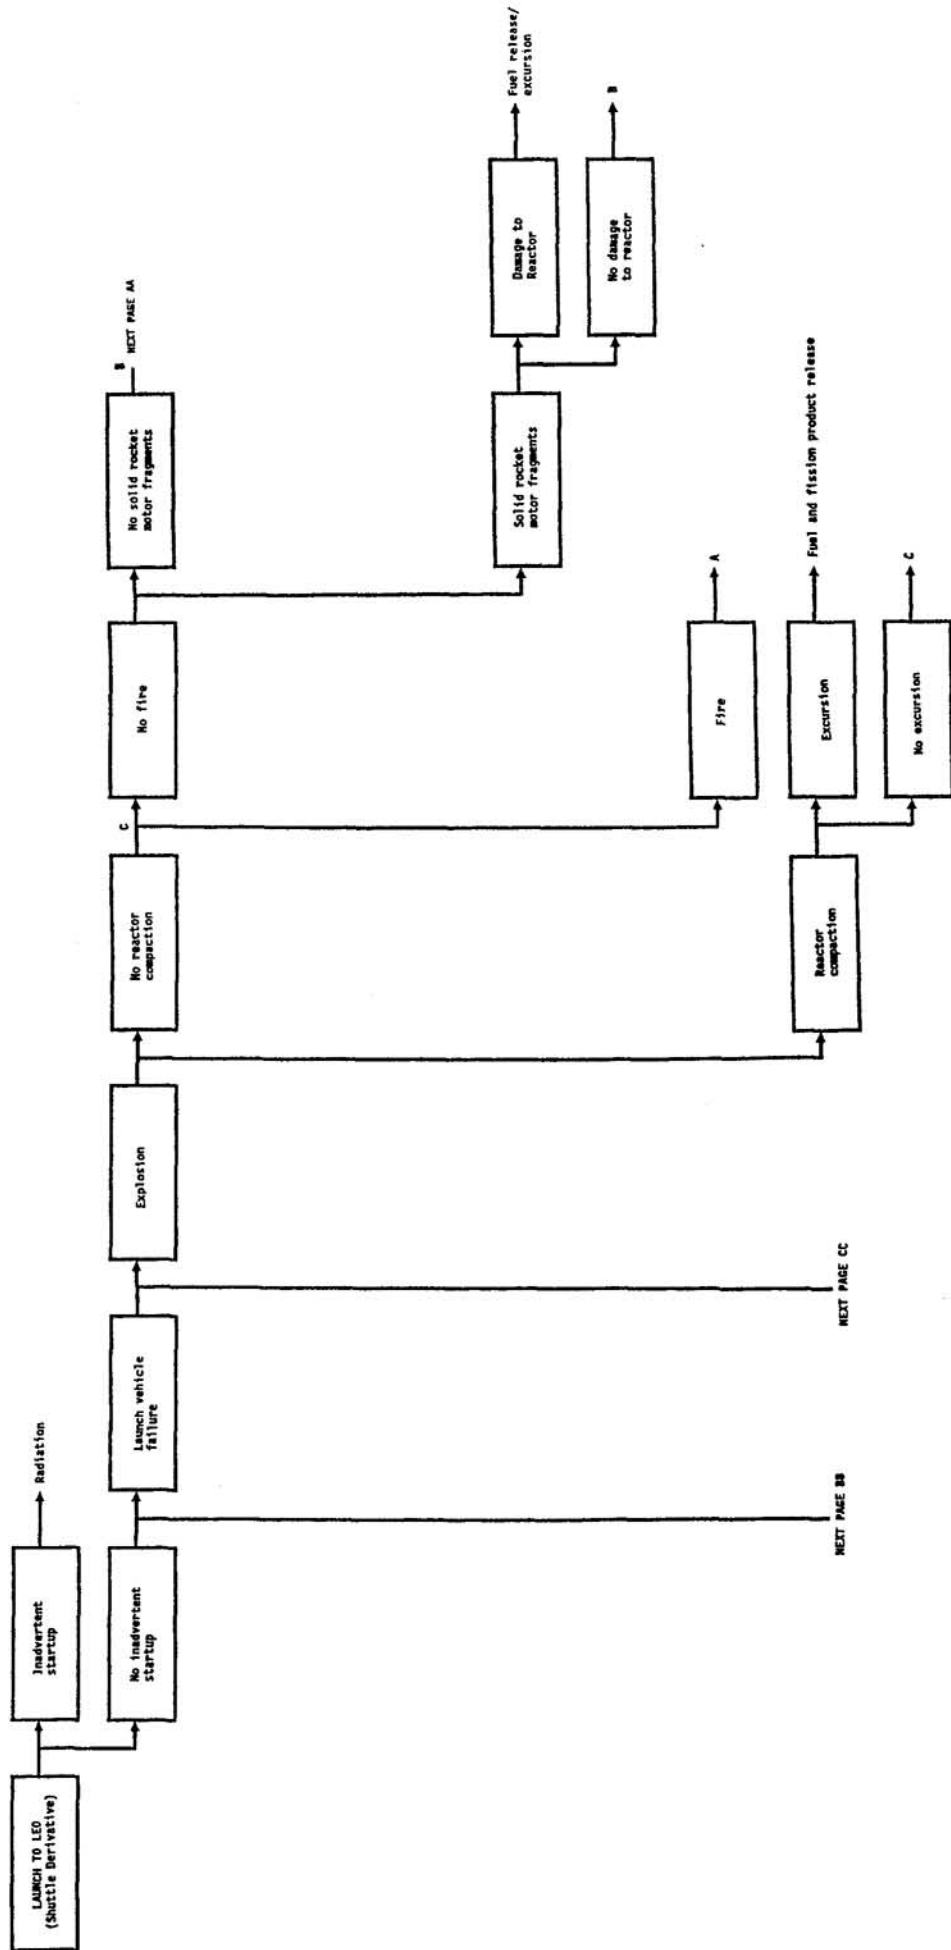 LAUNCH TO LEO
(Shuttle Derivative)
Inadvertent
startup
Radiation
No inadvertent
startup
NEXT PAGE BB
Launch vehicle
failure
NEXT PAGE CC
Explosion
No reactor
compaction
C
No fire
No solid rocket
motor fragments
B
NEXT PAGE AA
Solid rocket
motor fragments
Damage to
Reactor
Fuel release/
excursion
No damage
to reactor
B
Fire
A
Reactor
compaction
Excursion
Fuel and fission product release
No excursion
C